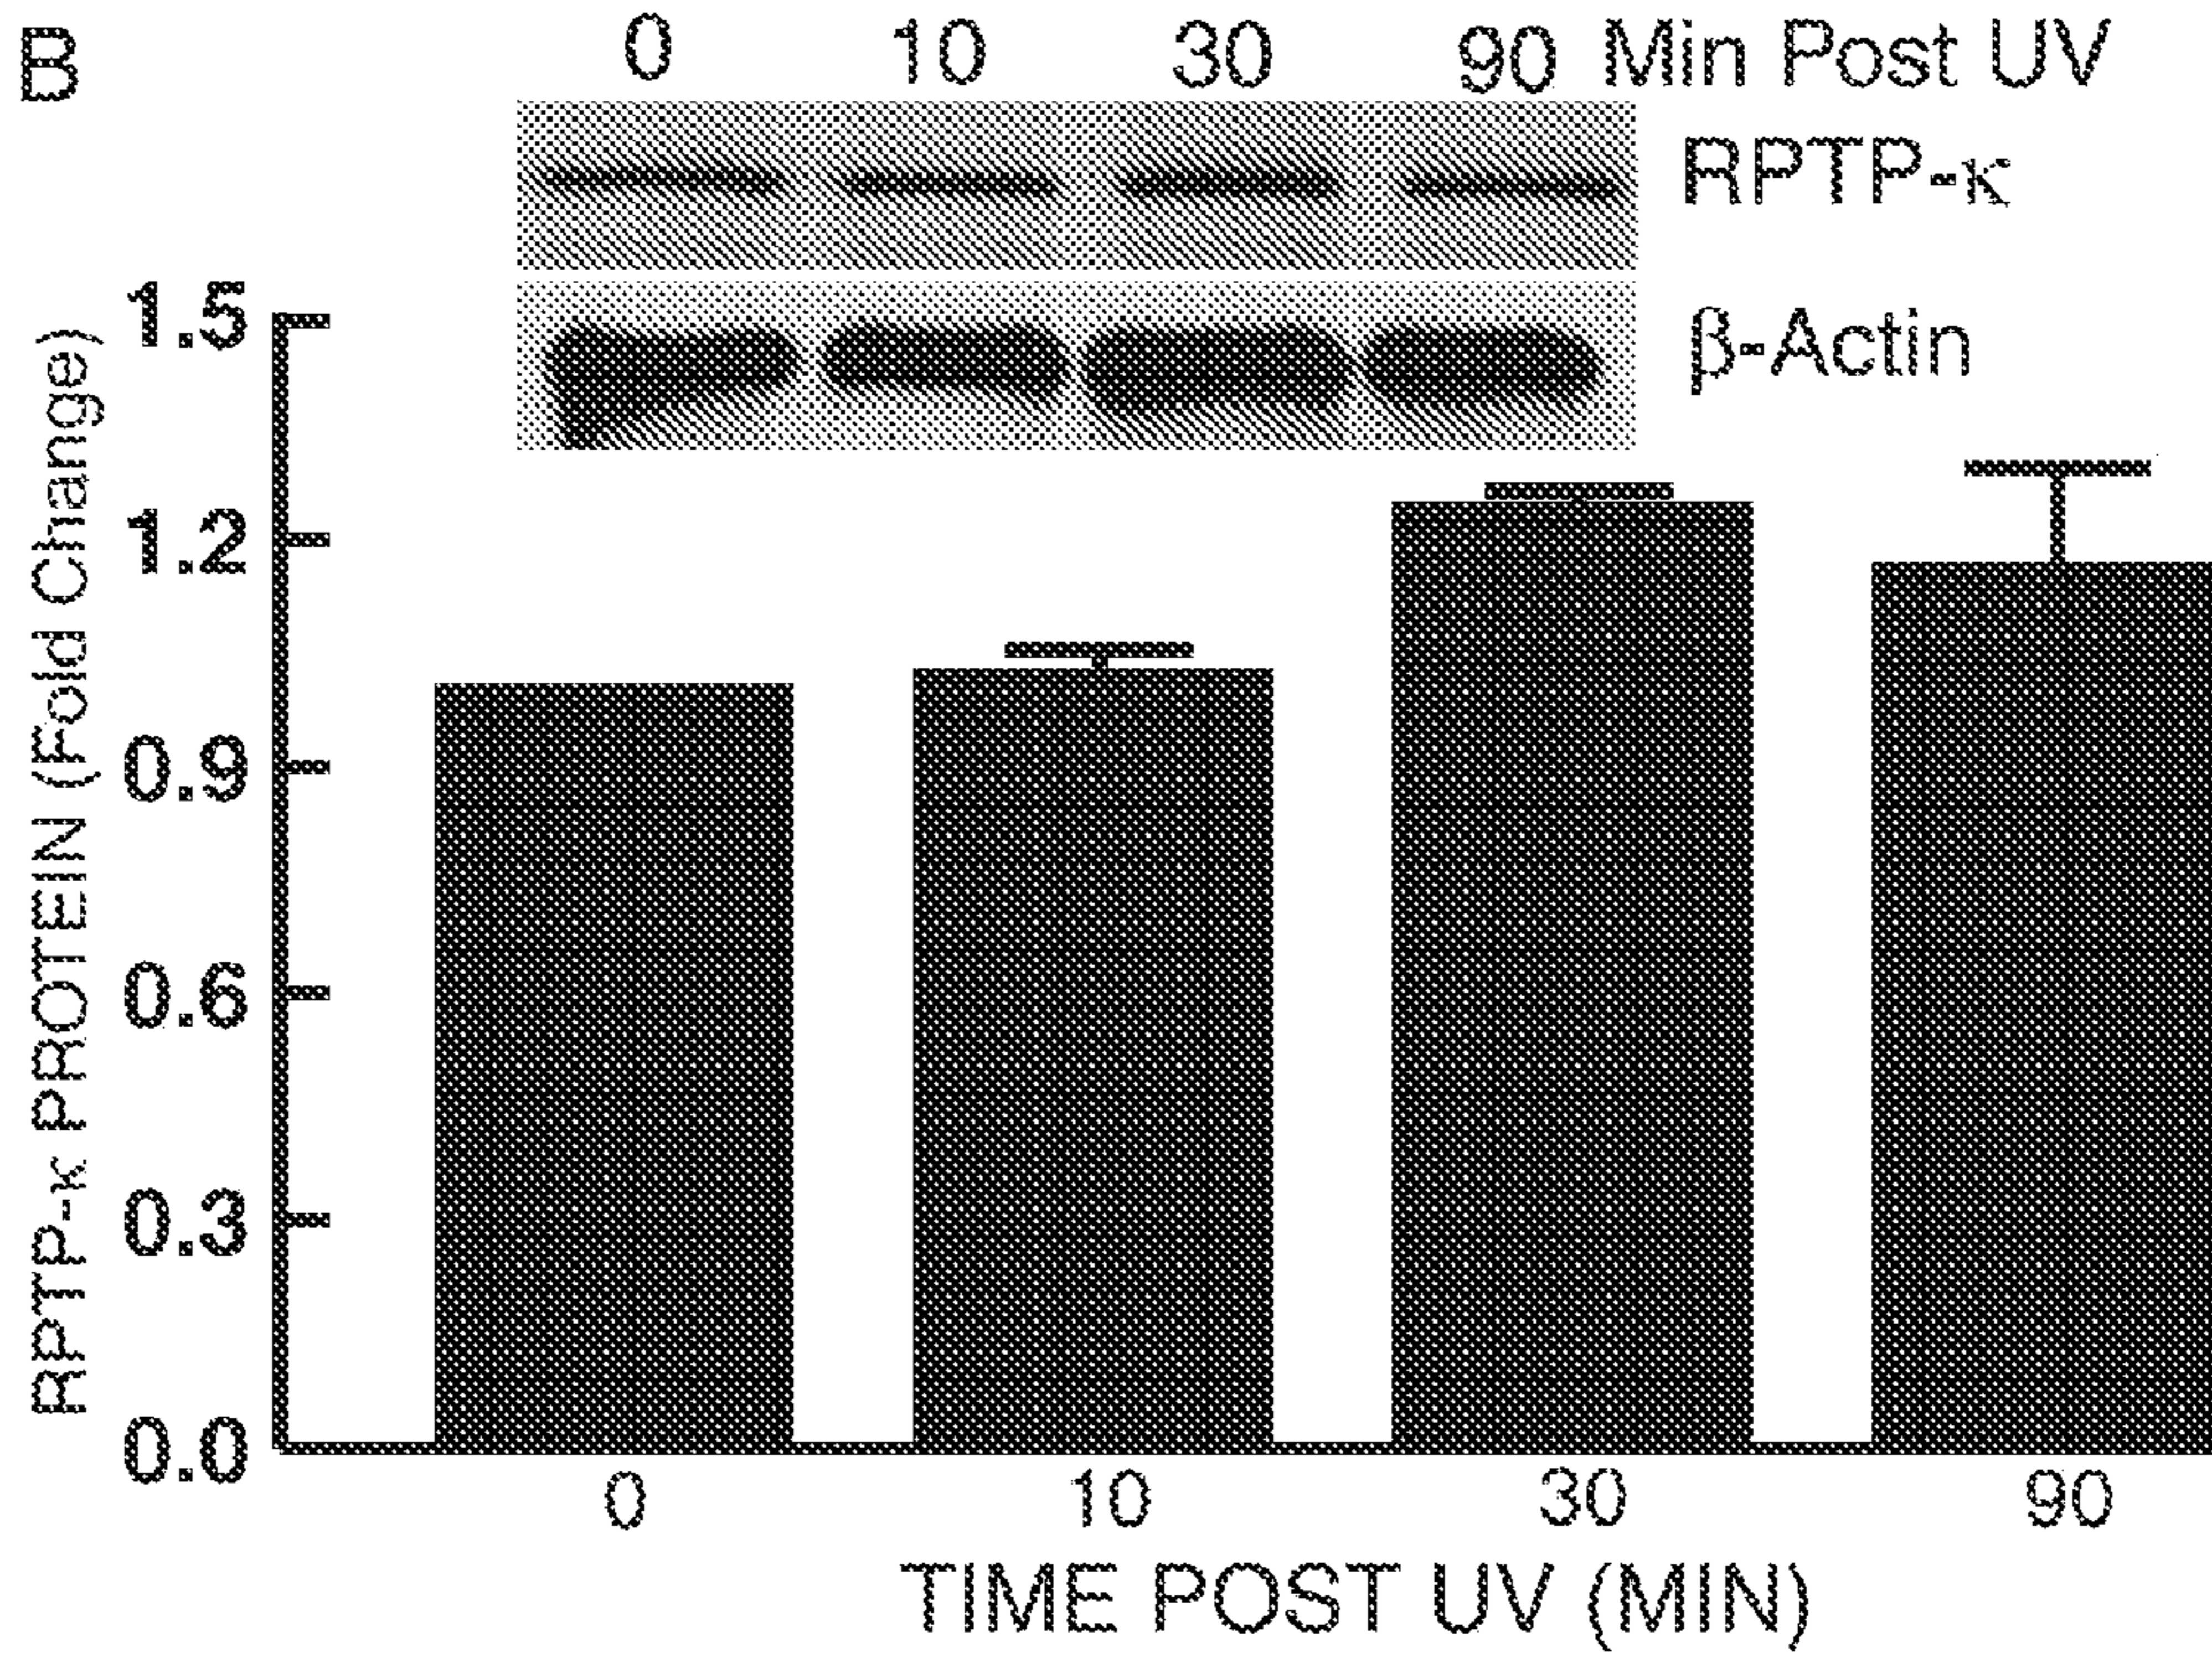 B
0 10 30 90 Min Post UV
RPTP-κ
β-Actin
RPTP-κ PROTEIN (Fold Change)
1.5
1.2
0.9
0.6
0.3
0.0
0 10 30 90
TIME POST UV (MIN)